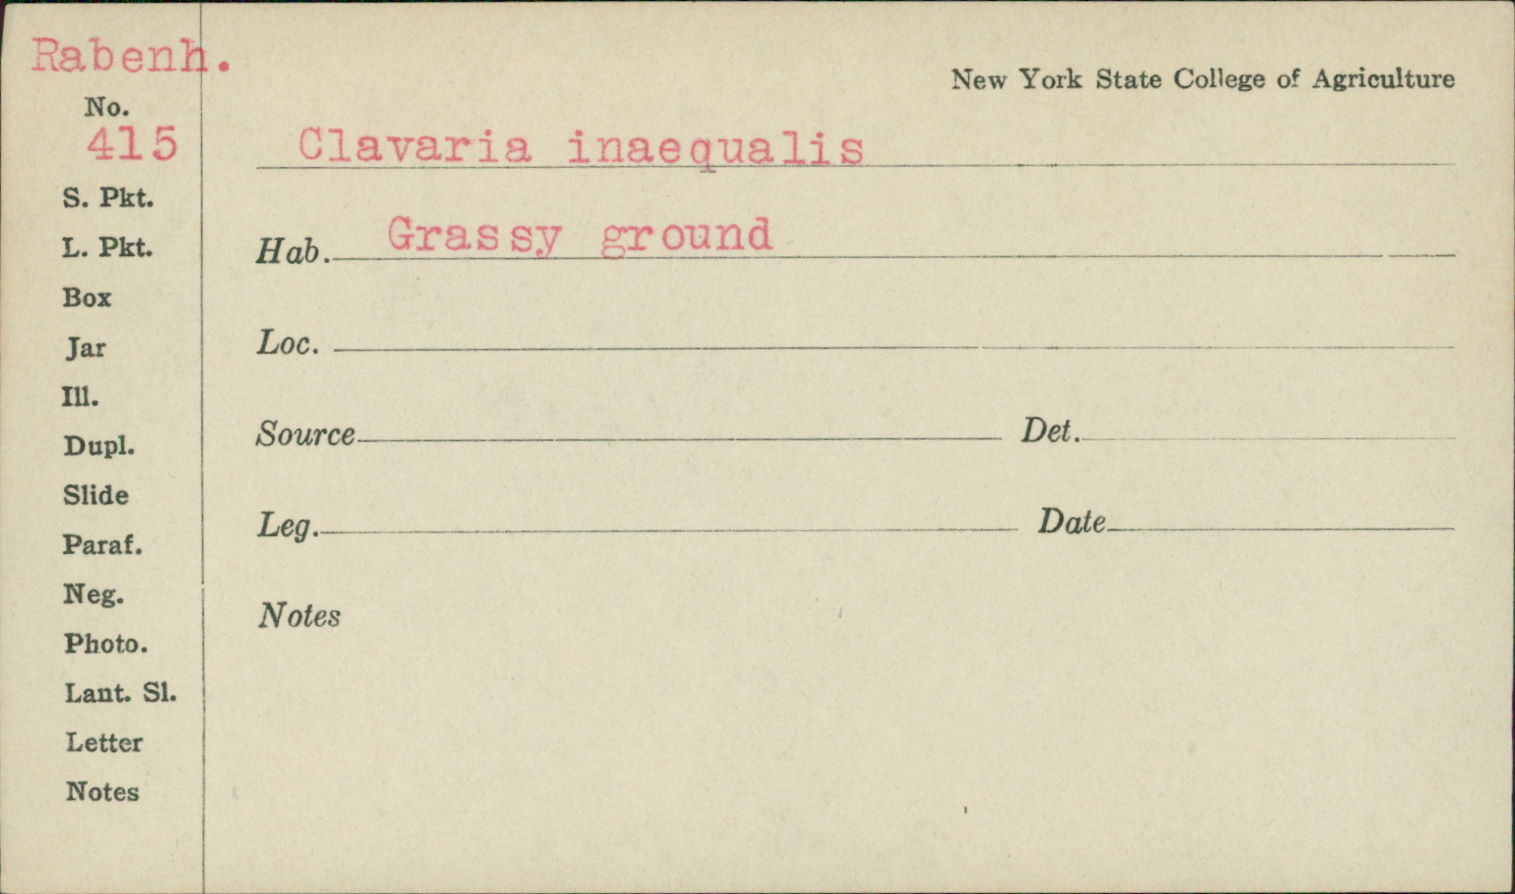 Rabenh.
New York State College of Agriculture
No.
415
Clavaria inaequalis
S. Pkt.
L. Pkt.
Hab. Grassy ground
Box
Jar
Loc.
Ill.
Dupl.
Source Det.
Slide
Leg. Date
Paraf.
Neg.
Notes
Photo.
Lant. Sl.
Letter
Notes